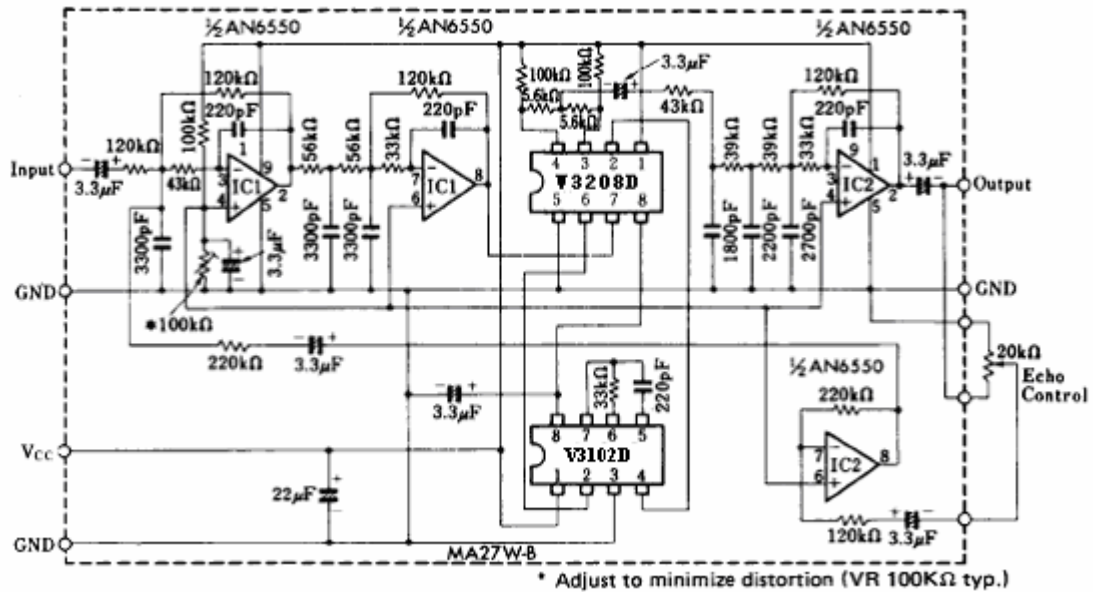 ½AN6550
½AN6550
½AN6550
120kΩ
220pF
100kΩ
Input
3.3μF
120kΩ
43kΩ
1
9
3
4
5
2
IC1
−
+
3300pF
3.3μF
*100kΩ
56kΩ
56kΩ
3300pF
3300pF
33kΩ
120kΩ
220pF
7
6
8
IC1
−
+
100kΩ
100kΩ
5.6kΩ
5.6kΩ
3.3μF
43kΩ
4 3 2 1
V3208D
5 6 7 8
39kΩ
39kΩ
33kΩ
1800pF
2200pF
2700pF
120kΩ
220pF
9
1
3
4
5
2
IC2
−
+
3.3μF
Output
GND
GND
220kΩ
3.3μF
3.3μF
33kΩ
220pF
8 7 6 5
V3102D
1 2 3 4
½AN6550
220kΩ
7
6
8
IC2
−
+
120kΩ
3.3μF
20kΩ
Echo
Control
VCC
22μF
GND
MA27W-B
* Adjust to minimize distortion (VR 100KΩ typ.)